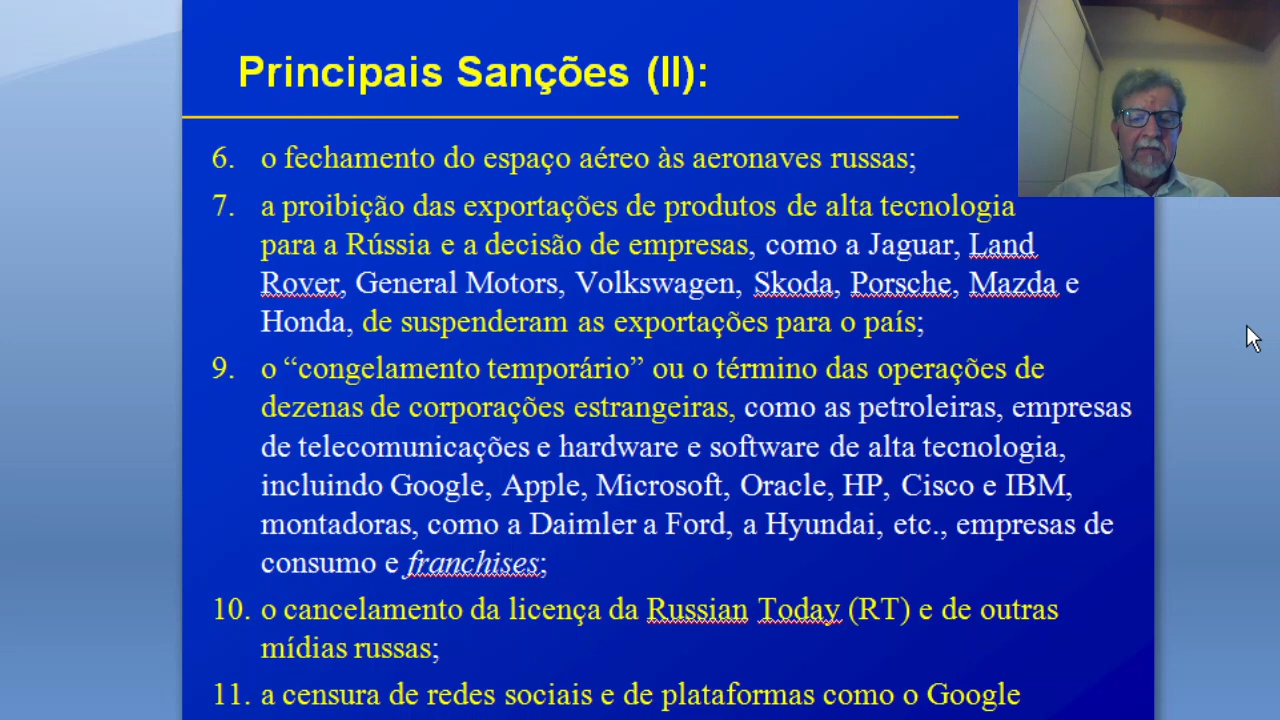 Principais Sanções (II):
6. o fechamento do espaço aéreo às aeronaves russas;
7. a proibição das exportações de produtos de alta tecnologia
para a Rússia e a decisão de empresas, como a Jaguar, Land
Rover, General Motors, Volkswagen, Skoda, Porsche, Mazda e
Honda, de suspenderam as exportações para o país;
9. o “congelamento temporário” ou o término das operações de
dezenas de corporações estrangeiras, como as petroleiras, empresas
de telecomunicações e hardware e software de alta tecnologia,
incluindo Google, Apple, Microsoft, Oracle, HP, Cisco e IBM,
montadoras, como a Daimler a Ford, a Hyundai, etc., empresas de
consumo e franchises;
10. o cancelamento da licença da Russian Today (RT) e de outras
mídias russas;
11. a censura de redes sociais e de plataformas como o Google